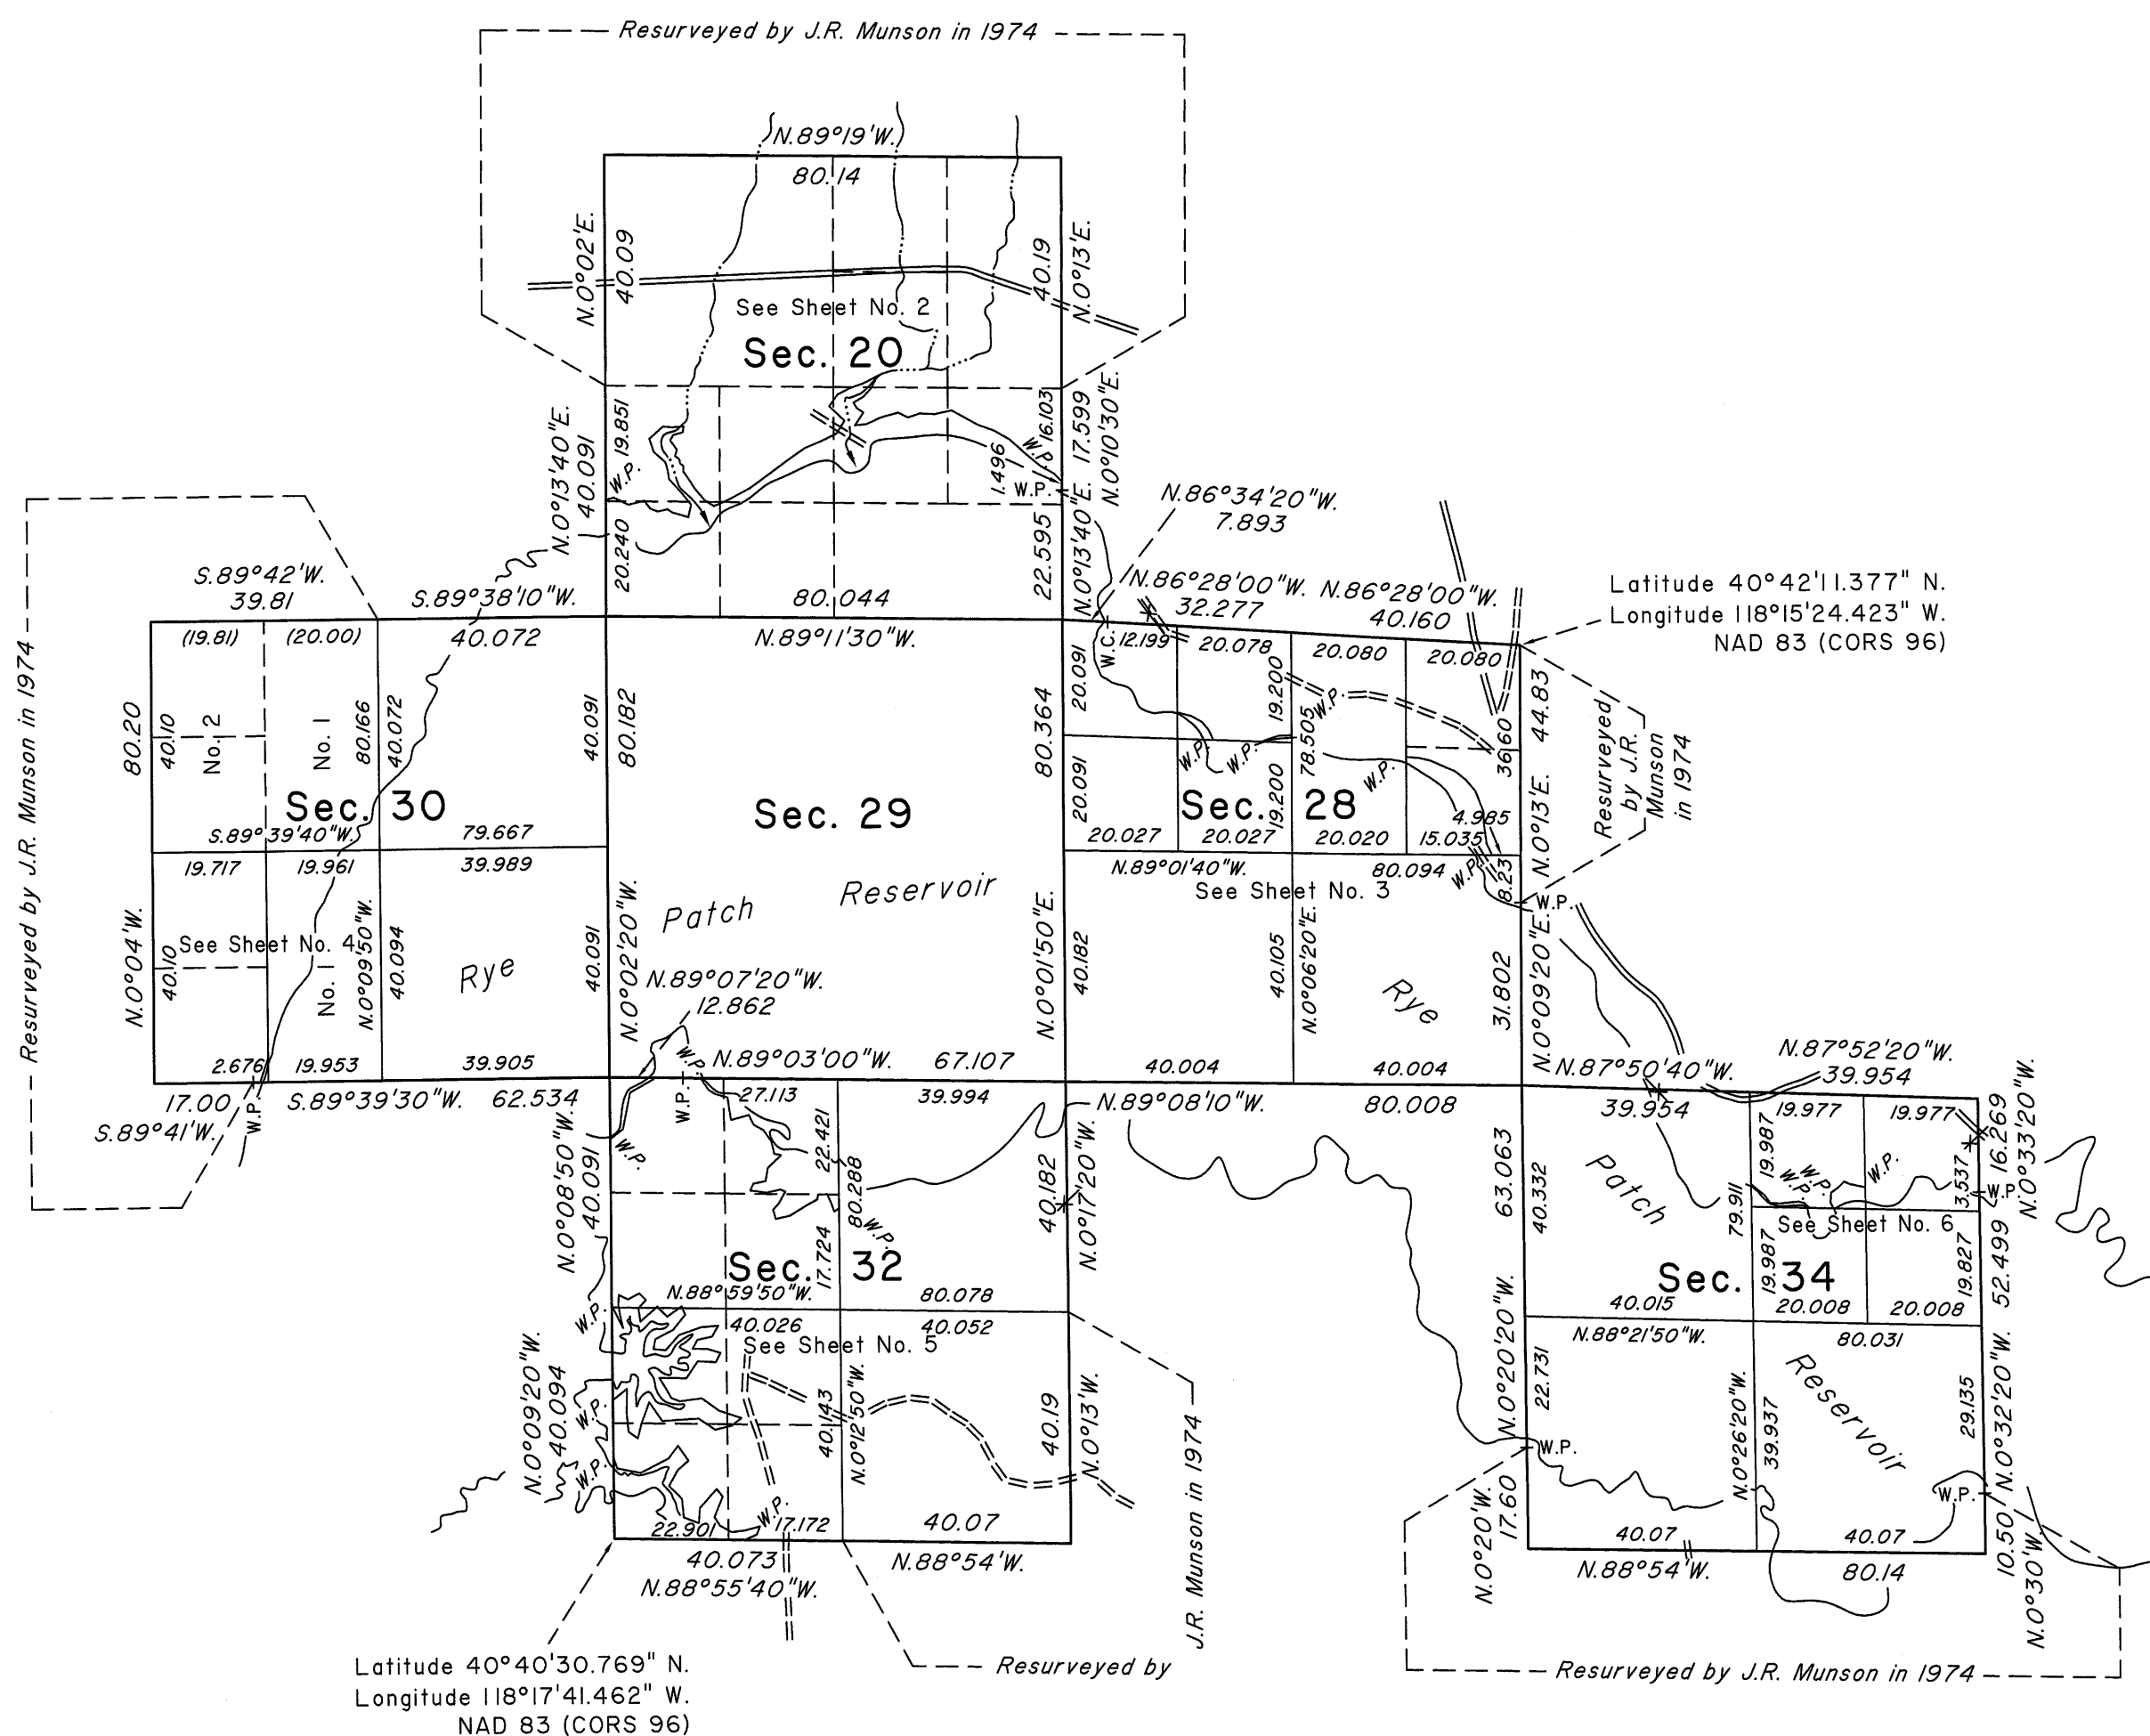 Resurveyed by J.R. Munson in 1974
N.89°19'W.
80.14
N.0°02'E.
40.09
40.19
N.0°13'E.
See Sheet No. 2
Sec. 20
N.0°13'40"E.
40.091
19.851
W.P.
20.240
16.103
W.P.
1.496
W.P.
17.599
N.0°10'30"E.
N.0°13'40"E.
22.595
80.044
N.89°11'30"W.
N.86°34'20"W.
7.893
N.86°28'00"W.
32.277
N.86°28'00"W.
40.160
Latitude 40°42'11.377" N.
Longitude 118°15'24.423" W.
NAD 83 (CORS 96)
Resurveyed by J.R. Munson in 1974
S.89°42'W.
39.81
S.89°38'10"W.
40.072
(19.81)
(20.00)
80.20
40.10
No. 2
No. 1
80.166
40.072
40.091
80.182
Sec. 30
S.89°39'40"W.
79.667
19.717
19.961
39.989
See Sheet No. 4
N.0°04'W.
40.10
No. 1
N.0°09'50"W.
40.094
Rye
40.091
N.0°02'20"W.
2.676
19.953
39.905
17.00
S.89°41'W.
W.P.
S.89°39'30"W.
62.534
Sec. 29
Patch
Reservoir
80.364
N.0°01'50"E.
N.89°07'20"W.
12.862
N.89°03'00"W.
67.107
W.C.
12.199
20.078
20.080
20.080
20.091
19.200
W.P.
78.505
36.60
44.83
W.P.
W.P.
W.P.
20.091
19.200
Sec. 28
4.985
20.027
20.027
20.020
15.035
N.89°01'40"W.
80.094
W.P.
8.23
W.P.
N.0°13'E.
Resurveyed
by J.R.
Munson
in 1974
See Sheet No. 3
40.182
40.105
N.0°06'20"E.
Rye
31.802
N.0°09'20"E.
40.004
40.004
N.89°08'10"W.
80.008
N.87°50'40"W.
39.954
N.87°52'20"W.
39.954
W.P.
W.P.
27.113
39.994
N.0°08'50"W.
40.091
W.P.
22.421
80.288
W.P.
17.724
40.182
N.0°17'20"W.
Sec. 32
N.88°59'50"W.
80.078
40.026
40.052
See Sheet No. 5
W.P.
N.0°09'20"W.
40.094
W.P.
W.P.
40.143
N.0°12'50"W.
40.19
N.0°13'W.
22.901
W.P.
17.172
40.07
40.073
N.88°55'40"W.
N.88°54'W.
Latitude 40°40'30.769" N.
Longitude 118°17'41.462" W.
NAD 83 (CORS 96)
Resurveyed by
J.R. Munson in 1974
63.063
40.332
Patch
19.977
19.977
19.987
W.P.
W.P.
W.P.
3.537
W.P.
16.269
N.0°33'20"W.
79.911
See Sheet No. 6
19.987
19.827
52.499
Sec. 34
40.015
20.008
20.008
N.88°21'50"W.
80.031
N.0°20'20"W.
22.731
W.P.
N.0°26'20"W.
39.937
Reservoir
29.135
N.0°32'20"W.
W.P.
17.60
N.0°20'W.
40.07
40.07
N.88°54'W.
80.14
10.50
N.0°30'W.
Resurveyed by J.R. Munson in 1974